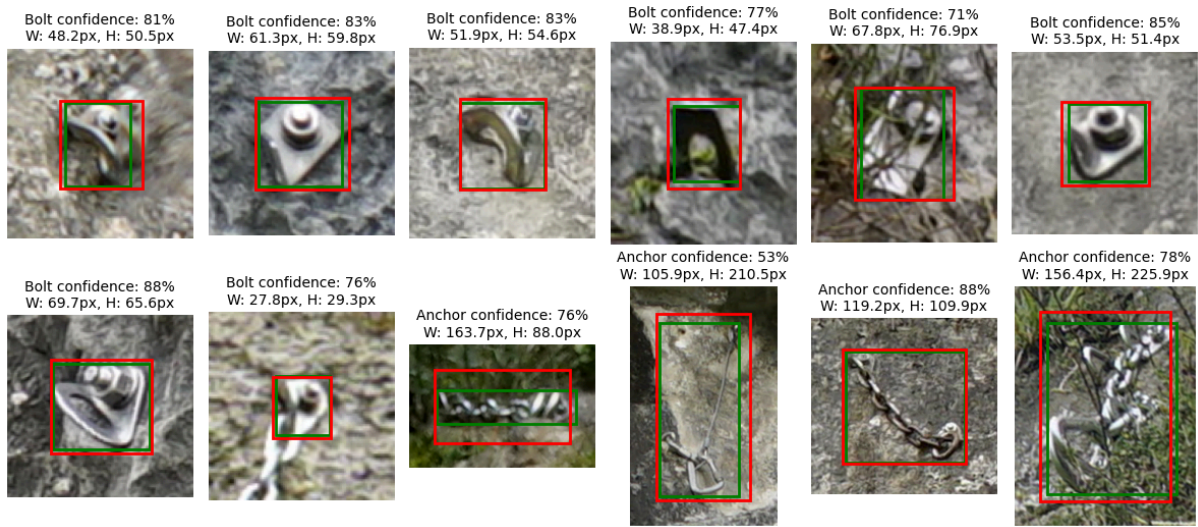 Bolt confidence: 81%
W: 48.2px, H: 50.5px
Bolt confidence: 83%
W: 61.3px, H: 59.8px
Bolt confidence: 83%
W: 51.9px, H: 54.6px
Bolt confidence: 77%
W: 38.9px, H: 47.4px
Bolt confidence: 71%
W: 67.8px, H: 76.9px
Bolt confidence: 85%
W: 53.5px, H: 51.4px
Bolt confidence: 88%
W: 69.7px, H: 65.6px
Bolt confidence: 76%
W: 27.8px, H: 29.3px
Anchor confidence: 76%
W: 163.7px, H: 88.0px
Anchor confidence: 53%
W: 105.9px, H: 210.5px
Anchor confidence: 88%
W: 119.2px, H: 109.9px
Anchor confidence: 78%
W: 156.4px, H: 225.9px